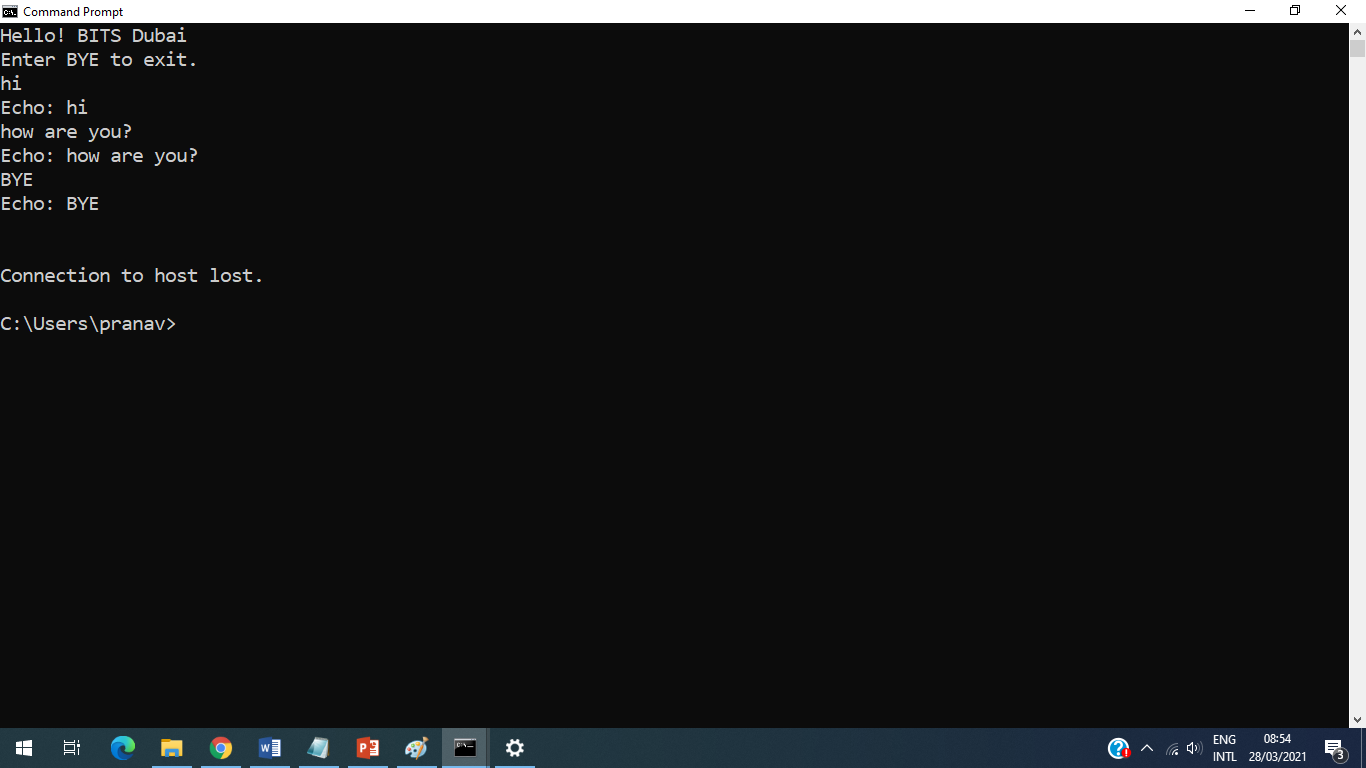 Command Prompt
Hello! BITS Dubai
Enter BYE to exit.
hi
Echo: hi
how are you?
Echo: how are you?
BYE
Echo: BYE
Connection to host lost.
C:\Users\pranav>
ENG
INTL
08:54
28/03/2021
3